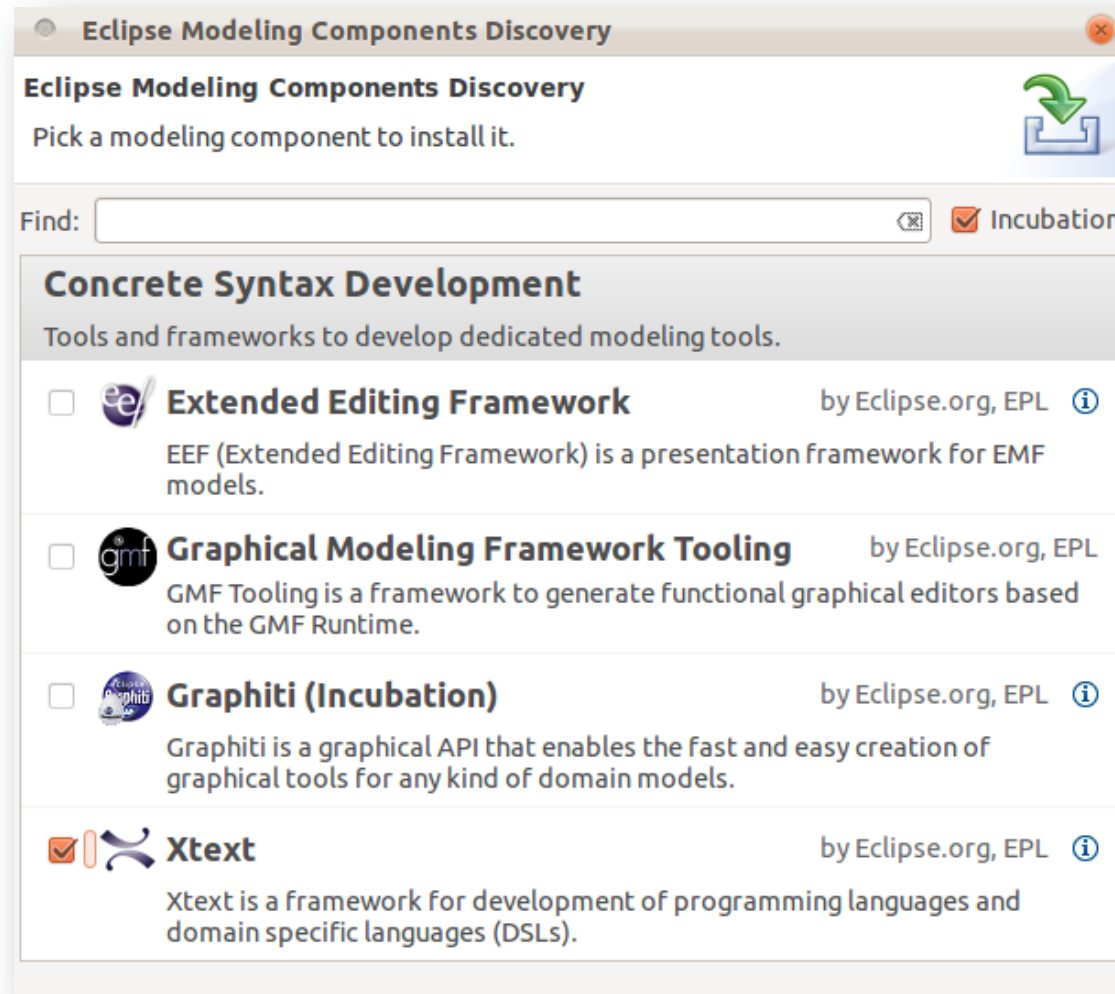 Eclipse Modeling Components Discovery
Eclipse Modeling Components Discovery
Pick a modeling component to install it.
Find:
Incubation
Concrete Syntax Development
Tools and frameworks to develop dedicated modeling tools.
eef Extended Editing Framework by Eclipse.org, EPL
EEF (Extended Editing Framework) is a presentation framework for EMF
models.
gmf Graphical Modeling Framework Tooling by Eclipse.org, EPL
GMF Tooling is a framework to generate functional graphical editors based
on the GMF Runtime.
Graphiti (Incubation) by Eclipse.org, EPL
Graphiti is a graphical API that enables the fast and easy creation of
graphical tools for any kind of domain models.
Xtext by Eclipse.org, EPL
Xtext is a framework for development of programming languages and
domain specific languages (DSLs).